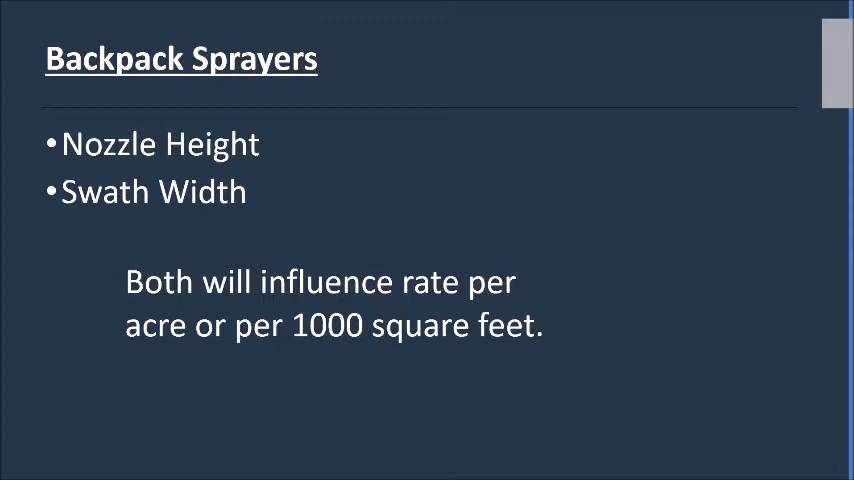 Backpack Sprayers
•Nozzle Height
•Swath Width
Both will influence rate per
acre or per 1000 square feet.